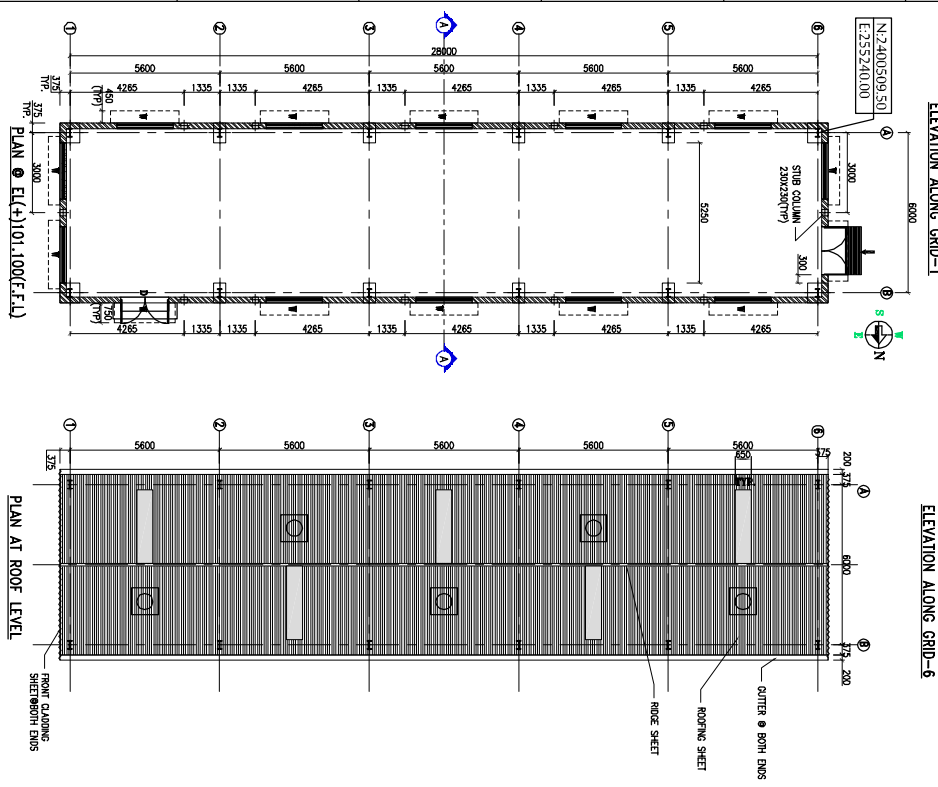 ELEVATION ALONG GRID-1
ELEVATION ALONG GRID-6
N:2400509.50
E:255240.00
1
2
3
A
4
5
6
28000
5600
5600
5600
5600
5600
4265
1335
1335
4265
1335
4265
4265
1335
1335
4265
375
TYP.
450
(TYP)
375
TYP.
W
W
W
W
W
A
3000
W
W
3000
6000
W
STUB COLUMN
230X230(TYP)
5250
300
B
D
750
(TYP)
W
W
W
W
4265
1335
1335
4265
1335
4265
4265
1335
1335
4265
A
S
W
E
N
PLAN @ EL(+)101.100(F.F.L)
1
2
3
4
5
6
5600
5600
5600
5600
5600
375
375
650
TYP.
200
375
A
6000
B
375
200
PLAN AT ROOF LEVEL
FRONT CLADDING
SHEET@BOTH ENDS
RIDGE SHEET
ROOFING SHEET
GUTTER @ BOTH ENDS